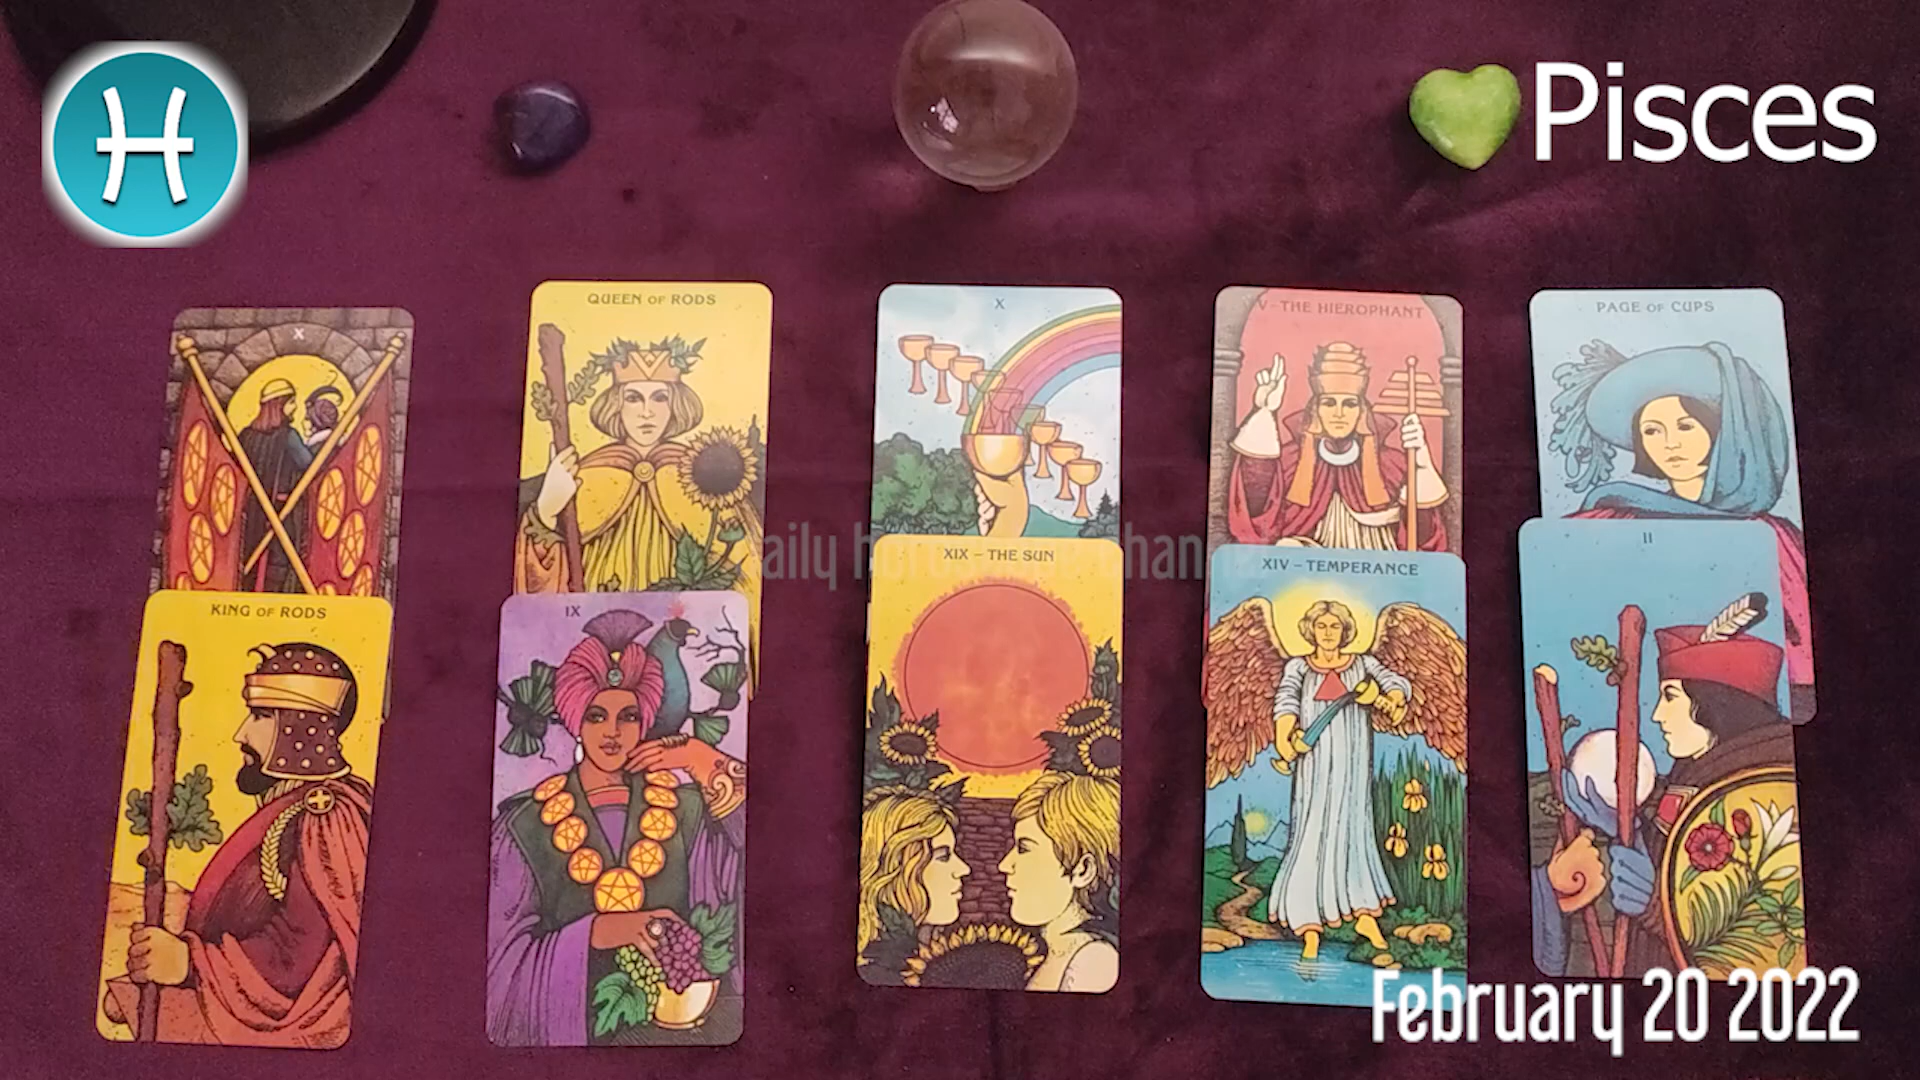 Pisces
X
QUEEN OF RODS
X
V - THE HIEROPHANT
PAGE OF CUPS
KING OF RODS
IX
XIX - THE SUN
XIV - TEMPERANCE
II
February 20 2022